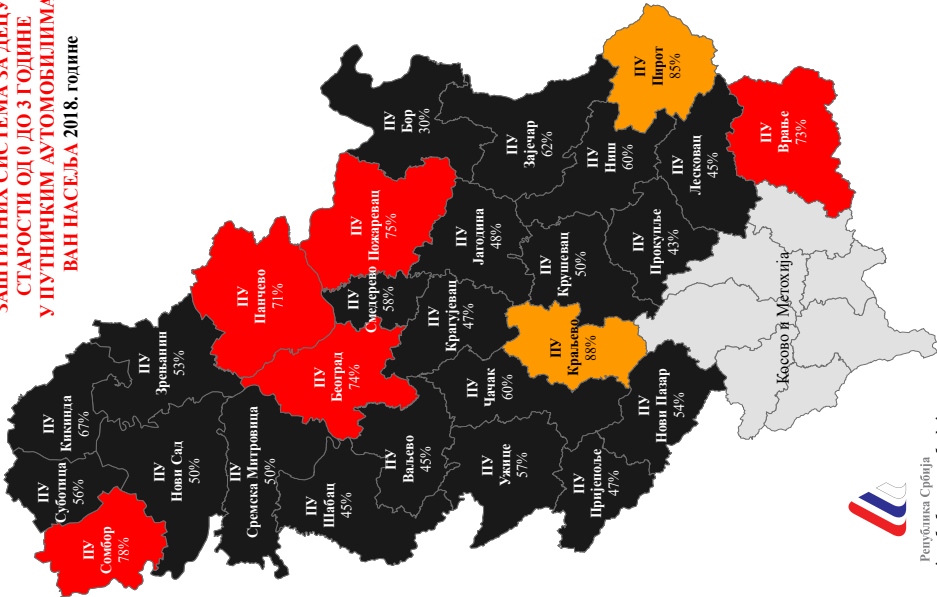 ЗАШТИТНИХ СИСТЕМА ЗА ДЕЦУ
СТАРОСТИ ОД 0 ДО 3 ГОДИНЕ
У ПУТНИЧКИМ АУТОМОБИЛИМА
ВАН НАСЕЉА 2018. године
ПУ
Суботица
56%
ПУ
Сомбор
78%
ПУ
Кикинда
67%
ПУ
Нови Сад
50%
ПУ
Зрењанин
53%
ПУ
Сремска Митровица
50%
ПУ
Панчево
71%
ПУ
Београд
74%
ПУ
Шабац
45%
ПУ
Ваљево
45%
ПУ
Смедерево
58%
ПУ
Пожаревац
75%
ПУ
Бор
30%
ПУ
Крагујевац
47%
ПУ
Јагодина
48%
ПУ
Зајечар
62%
ПУ
Ужице
57%
ПУ
Чачак
60%
ПУ
Краљево
88%
ПУ
Крушевац
50%
ПУ
Ниш
60%
ПУ
Пирот
85%
ПУ
Пријепоље
47%
ПУ
Нови Пазар
54%
ПУ
Прокупље
43%
ПУ
Лесковац
45%
ПУ
Врање
73%
Косово и Метохија
Република Србија